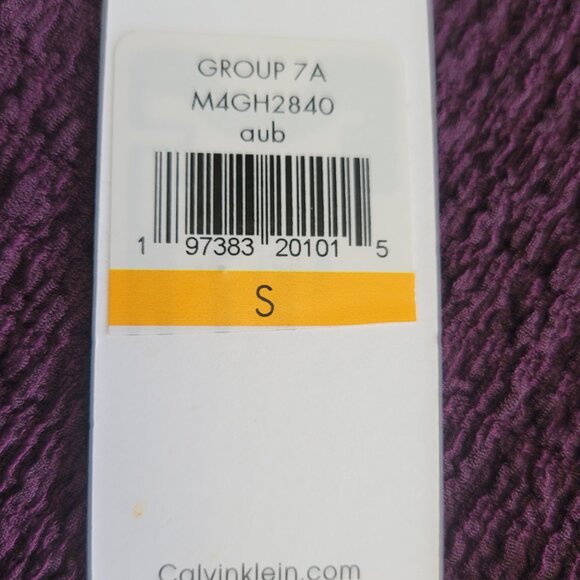 GROUP 7A
M4GH2840
aub
1 97383 20101 5
S
Calvinklein.com